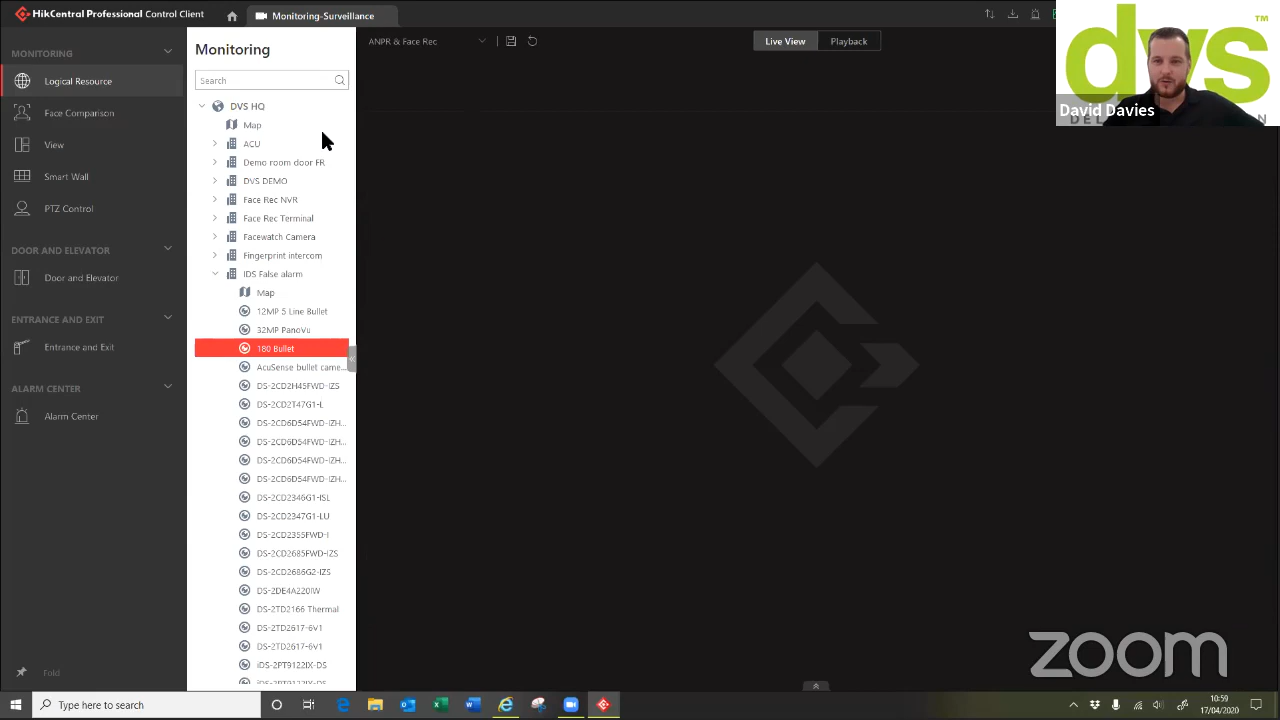 HikCentral Professional Control Client
Monitoring-Surveillance
MONITORING
Logical Resource
Face Comparison
View
Smart Wall
PTZ Control
DOOR AND ELEVATOR
Door and Elevator
ENTRANCE AND EXIT
Entrance and Exit
ALARM CENTER
Alarm Center
Fold
Monitoring
Search
DVS HQ
Map
ACU
Demo room door FR
DVS DEMO
Face Rec NVR
Face Rec Terminal
Facewatch Camera
Fingerprint intercom
IDS False alarm
Map
12MP 5 Line Bullet
32MP PanoVu
180 Bullet
AcuSense bullet came...
DS-2CD2H45FWD-IZS
DS-2CD2T47G1-L
DS-2CD6D54FWD-IZH...
DS-2CD6D54FWD-IZH...
DS-2CD6D54FWD-IZH...
DS-2CD6D54FWD-IZH...
DS-2CD2346G1-ISL
DS-2CD2347G1-LU
DS-2CD2355FWD-I
DS-2CD2685FWD-IZS
DS-2CD2686G2-IZS
DS-2DE4A220IW
DS-2TD2166 Thermal
DS-2TD2617-6V1
DS-2TD2617-6V1
iDS-2PT9122IX-DS
iDS-2PT9122IX-DS
ANPR & Face Rec
Live View
Playback
dvs
TM
David Davies
zoom
Type here to search
10:59
17/04/2020